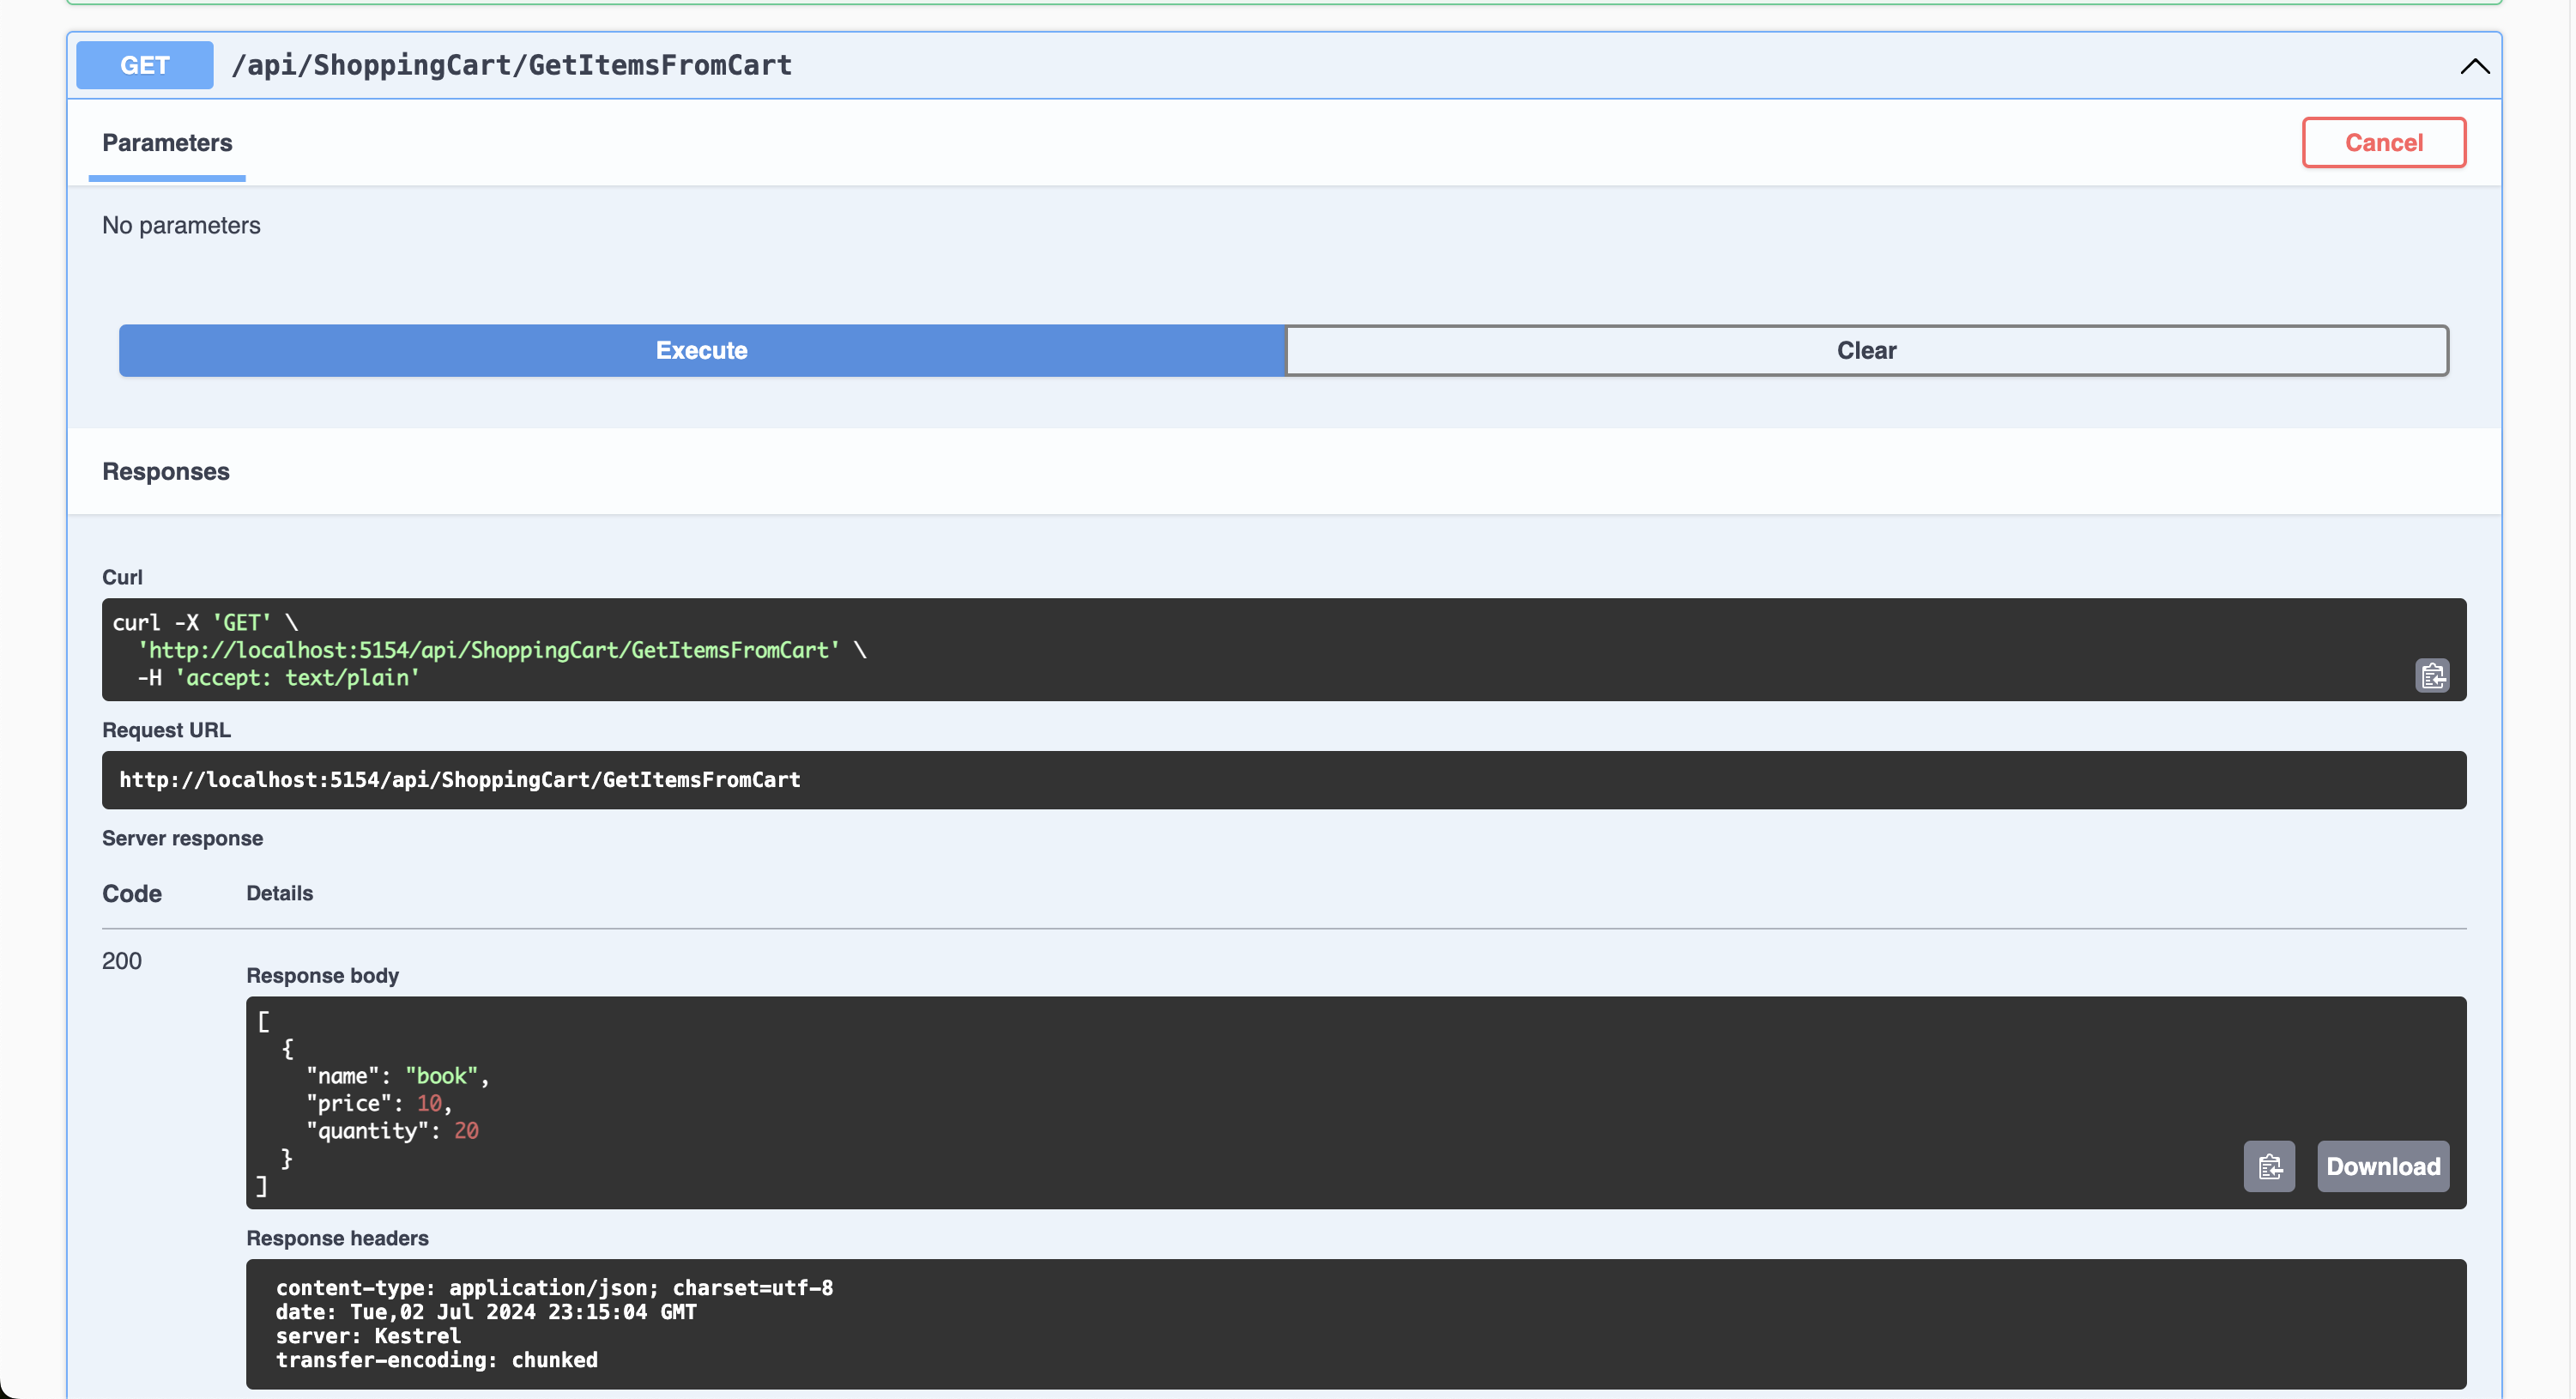 GET /api/ShoppingCart/GetItemsFromCart
Parameters
Cancel
No parameters
Execute
Clear
Responses
Curl
curl -X 'GET' \
  'http://localhost:5154/api/ShoppingCart/GetItemsFromCart' \
  -H 'accept: text/plain'
Request URL
http://localhost:5154/api/ShoppingCart/GetItemsFromCart
Server response
Code Details
200
Response body
[
  {
    "name": "book",
    "price": 10,
    "quantity": 20
  }
]
Download
Response headers
content-type: application/json; charset=utf-8
date: Tue,02 Jul 2024 23:15:04 GMT
server: Kestrel
transfer-encoding: chunked